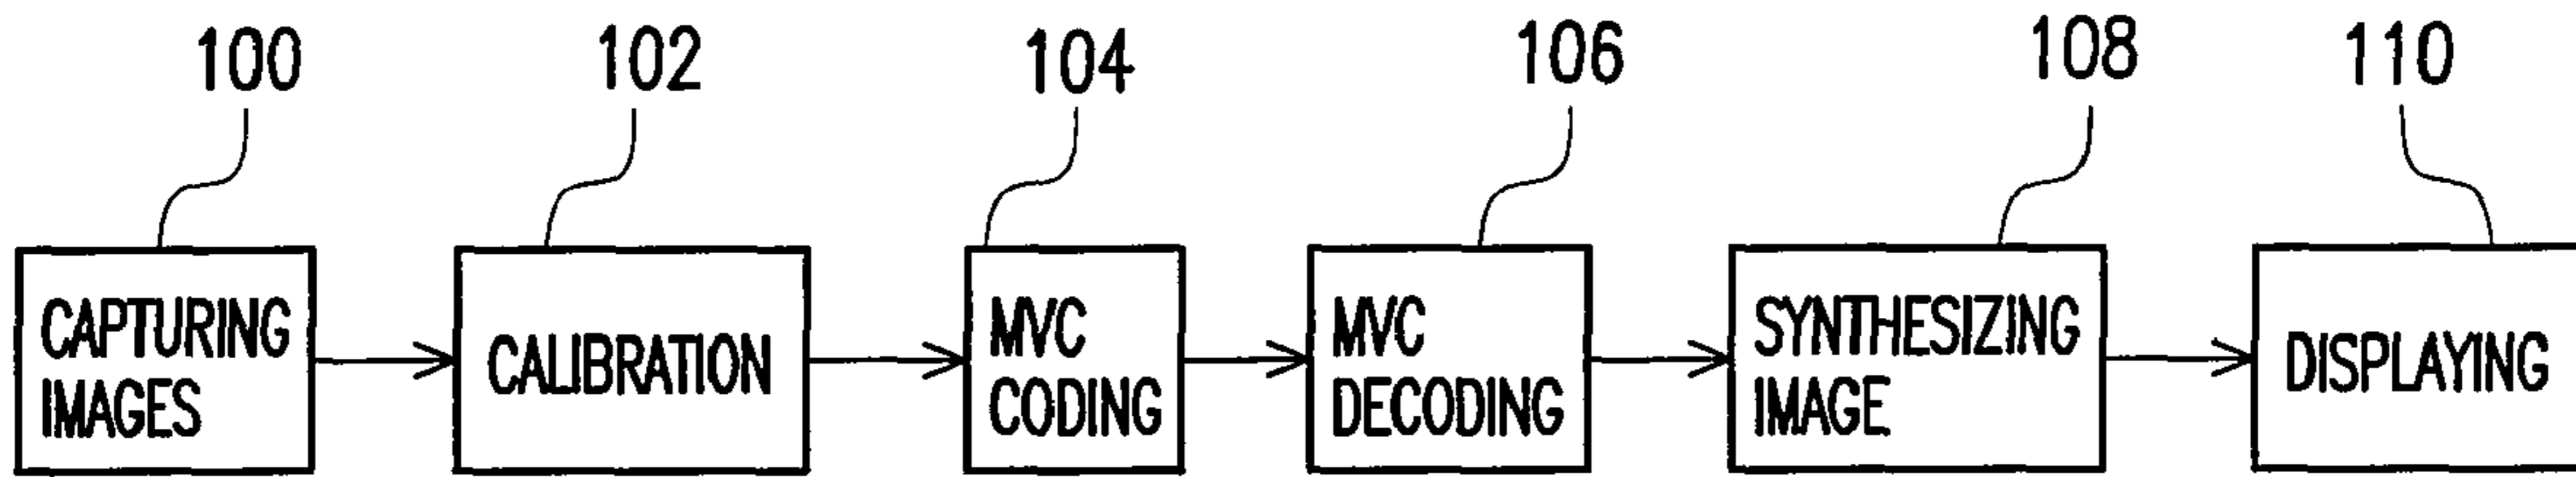 100 102 104 106 108 110
CAPTURING
IMAGES
CALIBRATION
MVC
CODING
MVC
DECODING
SYNTHESIZING
IMAGE
DISPLAYING